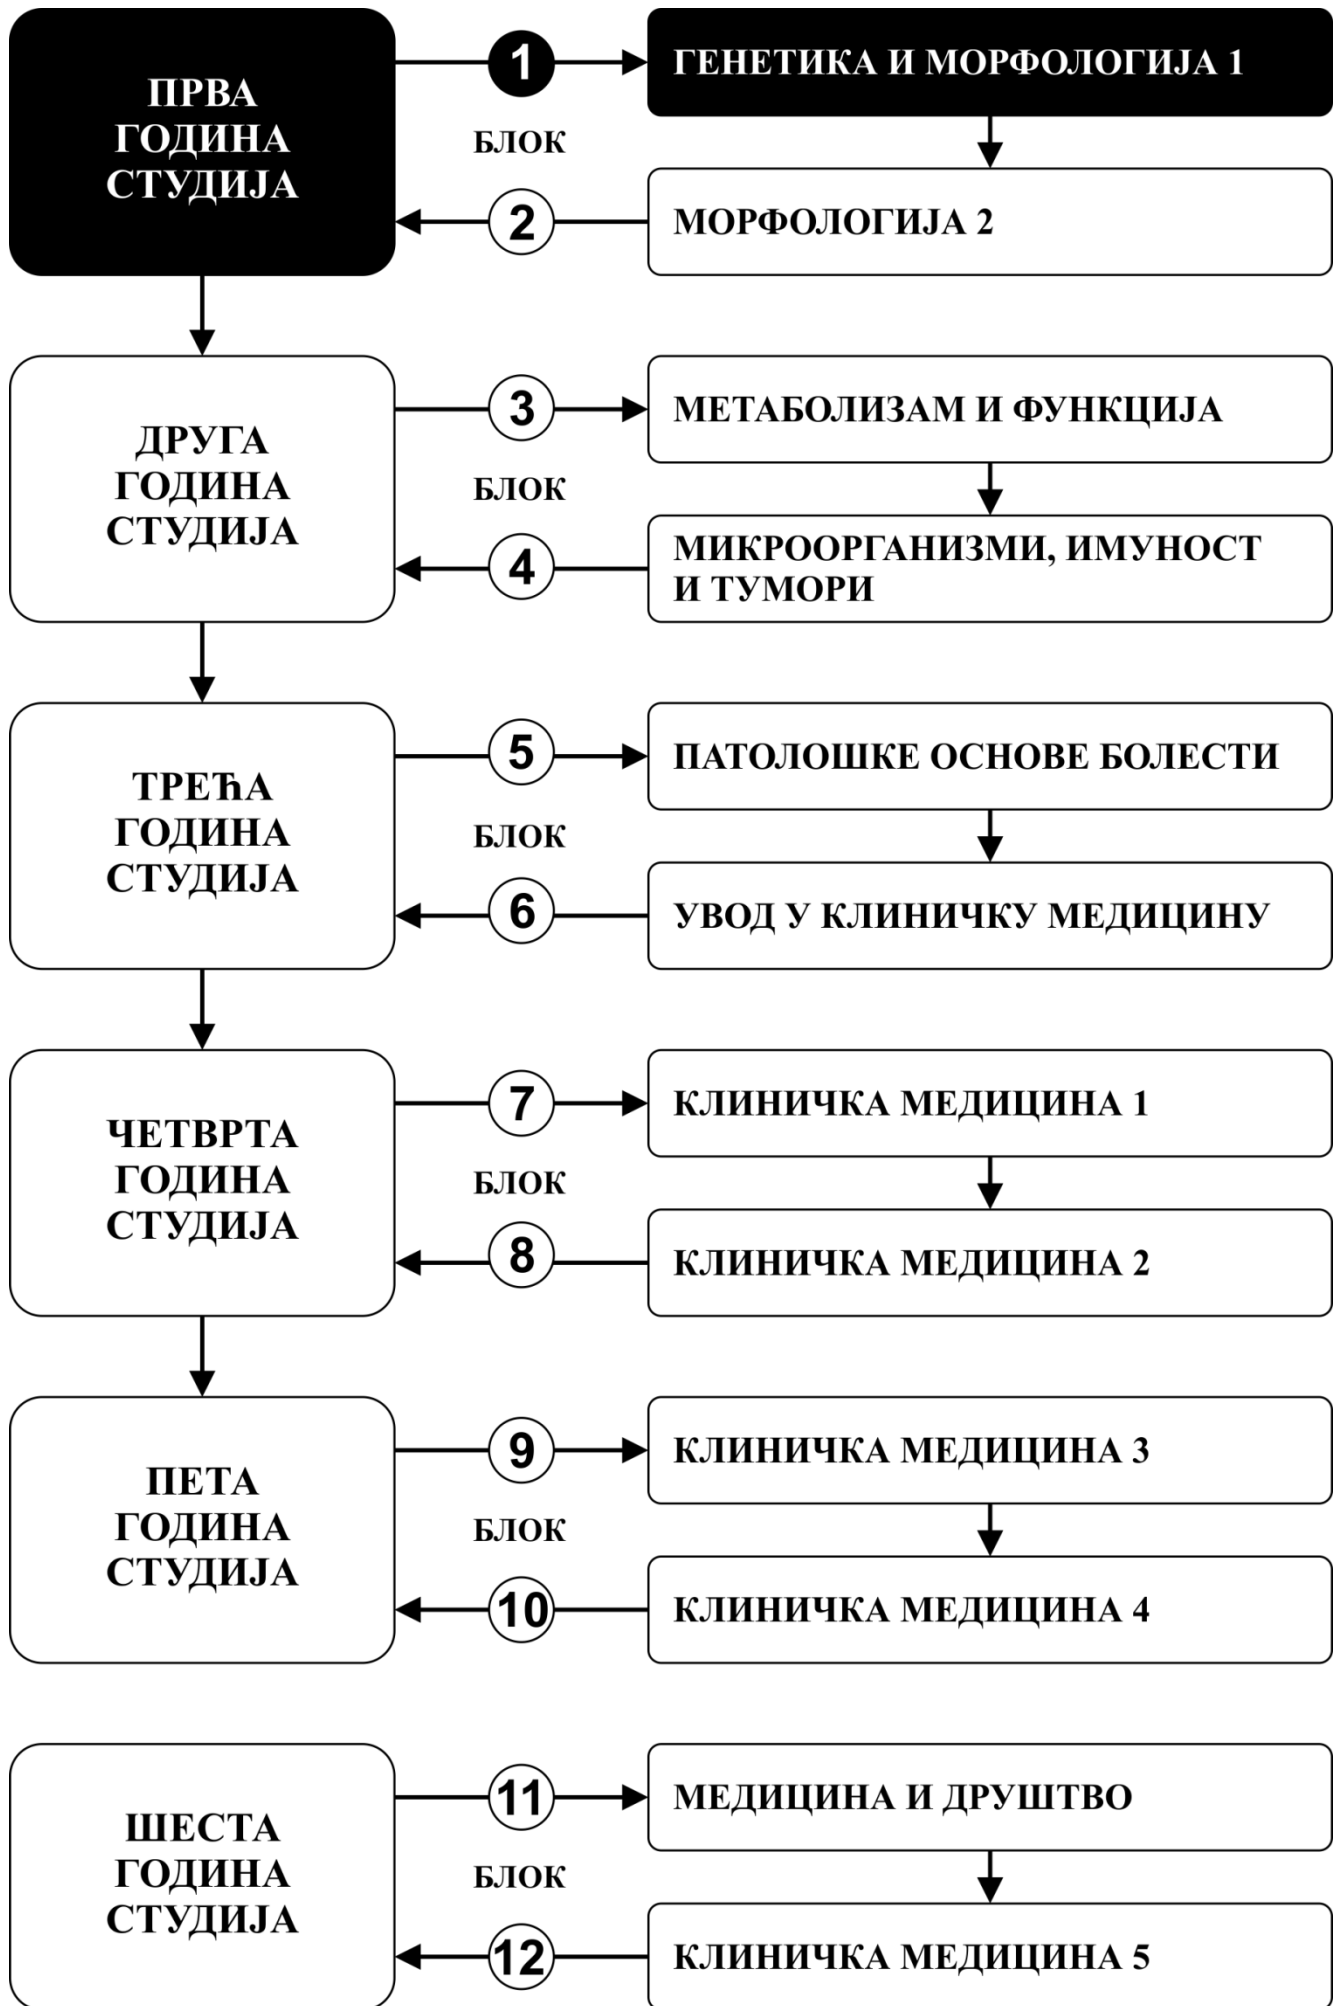 ПРВА
ГОДИНА
СТУДИЈА
1
БЛОК
2
ГЕНЕТИКА И МОРФОЛОГИЈА 1
МОРФОЛОГИЈА 2
ДРУГА
ГОДИНА
СТУДИЈА
3
БЛОК
4
МЕТАБОЛИЗАМ И ФУНКЦИЈА
МИКРООРГАНИЗМИ, ИМУНОСТ
И ТУМОРИ
ТРЕЋА
ГОДИНА
СТУДИЈА
5
БЛОК
6
ПАТОЛОШКЕ ОСНОВЕ БОЛЕСТИ
УВОД У КЛИНИЧКУ МЕДИЦИНУ
ЧЕТВРТА
ГОДИНА
СТУДИЈА
7
БЛОК
8
КЛИНИЧКА МЕДИЦИНА 1
КЛИНИЧКА МЕДИЦИНА 2
ПЕТА
ГОДИНА
СТУДИЈА
9
БЛОК
10
КЛИНИЧКА МЕДИЦИНА 3
КЛИНИЧКА МЕДИЦИНА 4
ШЕСТА
ГОДИНА
СТУДИЈА
11
БЛОК
12
МЕДИЦИНА И ДРУШТВО
КЛИНИЧКА МЕДИЦИНА 5